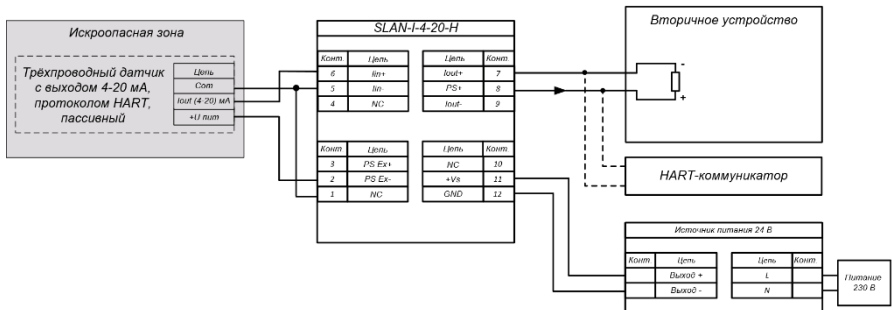 Искроопасная зона
Трёхпроводный датчик
с выходом 4-20 мА,
протоколом HART,
пассивный
Цепь
Com
Iout (4-20) мА
+U пит
SLAN-I-4-20-H
Конт. Цепь Цепь Конт.
6 Iin+ Iout+ 7
5 Iin- PS+ 8
4 NC Iout- 9
Конт. Цепь Цепь Конт.
3 PS Ex+ NC 10
2 PS Ex- +Vs 11
1 NC GND 12
Вторичное устройство
-
+
HART-коммуникатор
Источник питания 24 В
Конт. Цепь Цепь Конт.
Выход + L
Выход - N
Питание
230 В